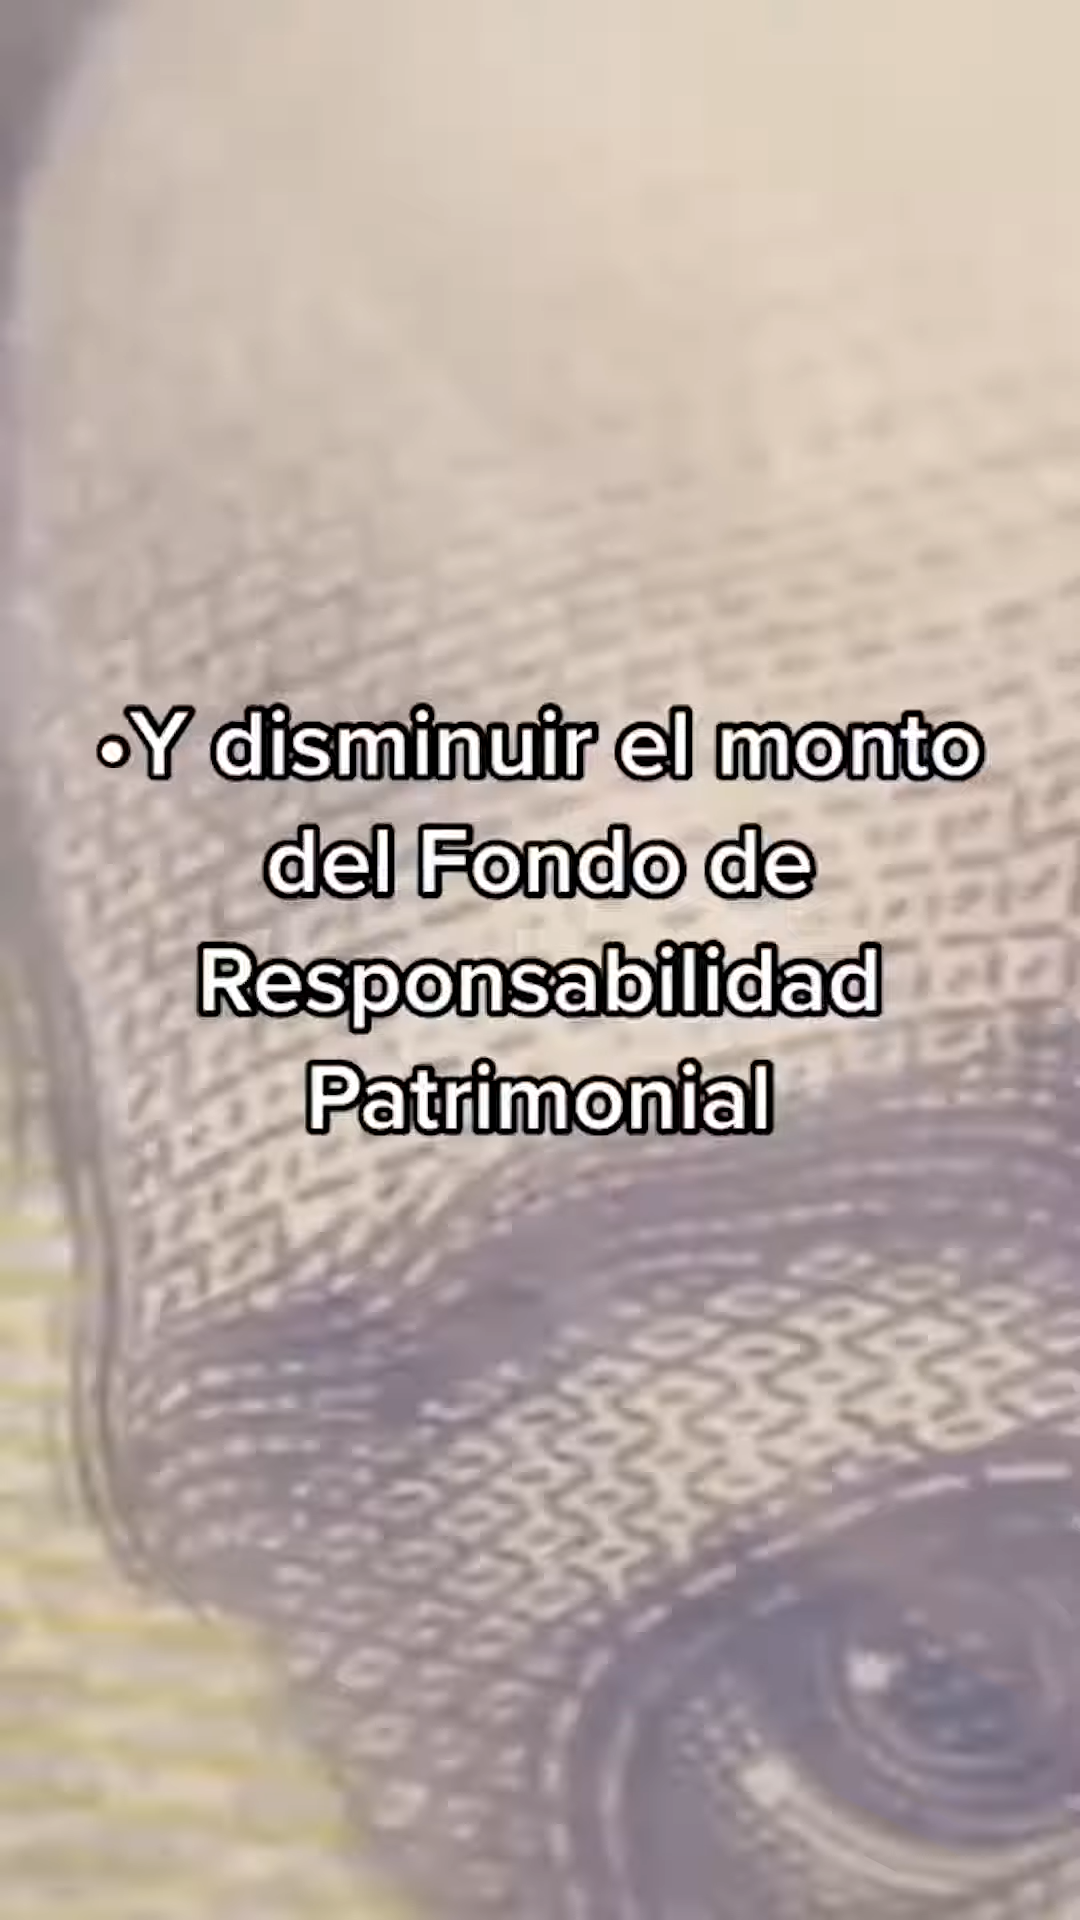 •Y disminuir el monto
del Fondo de
Responsabilidad
Patrimonial